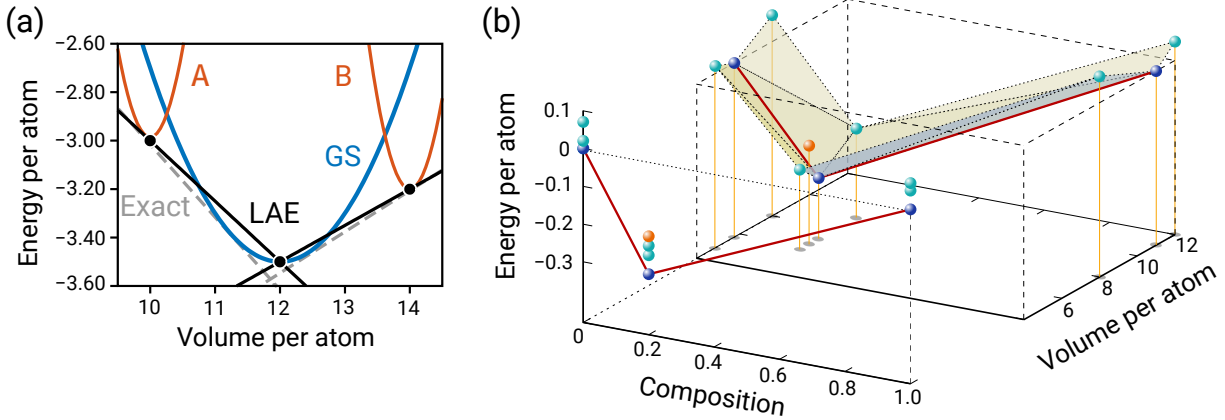 (a)
Energy per atom
−2.60
−2.80
−3.00
−3.20
−3.40
−3.60
A
B
GS
LAE
Exact
10
11
12
13
14
Volume per atom
(b)
Energy per atom
0.1
0
−0.1
−0.2
−0.3
0
0.2
0.4
0.6
0.8
1.0
Composition
6
8
10
12
Volume per atom